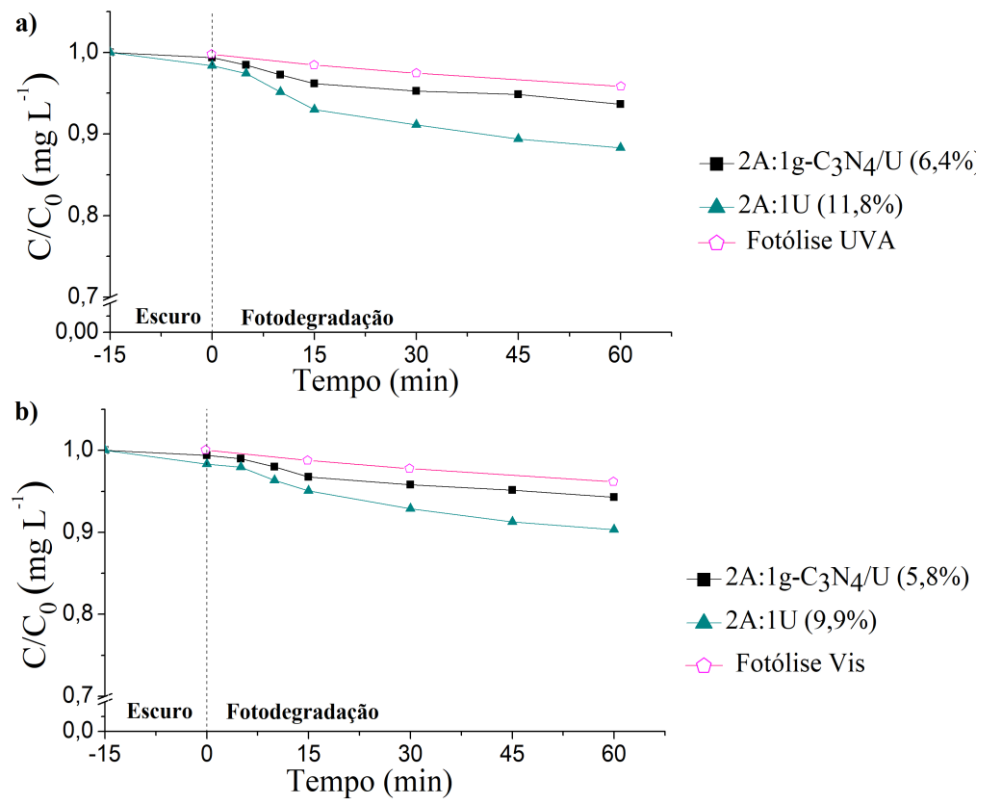 a)
1,0
0,9
0,8
0,7
0,00
C/C0 (mg L-1)
Escuro Fotodegradação
-15 0 15 30 45 60
Tempo (min)
2A:1g-C3N4/U (6,4%)
2A:1U (11,8%)
Fotólise UVA
b)
1,0
0,9
0,8
0,7
0,0
C/C0 (mg L-1)
Escuro Fotodegradação
-15 0 15 30 45 60
Tempo (min)
2A:1g-C3N4/U (5,8%)
2A:1U (9,9%)
Fotólise Vis